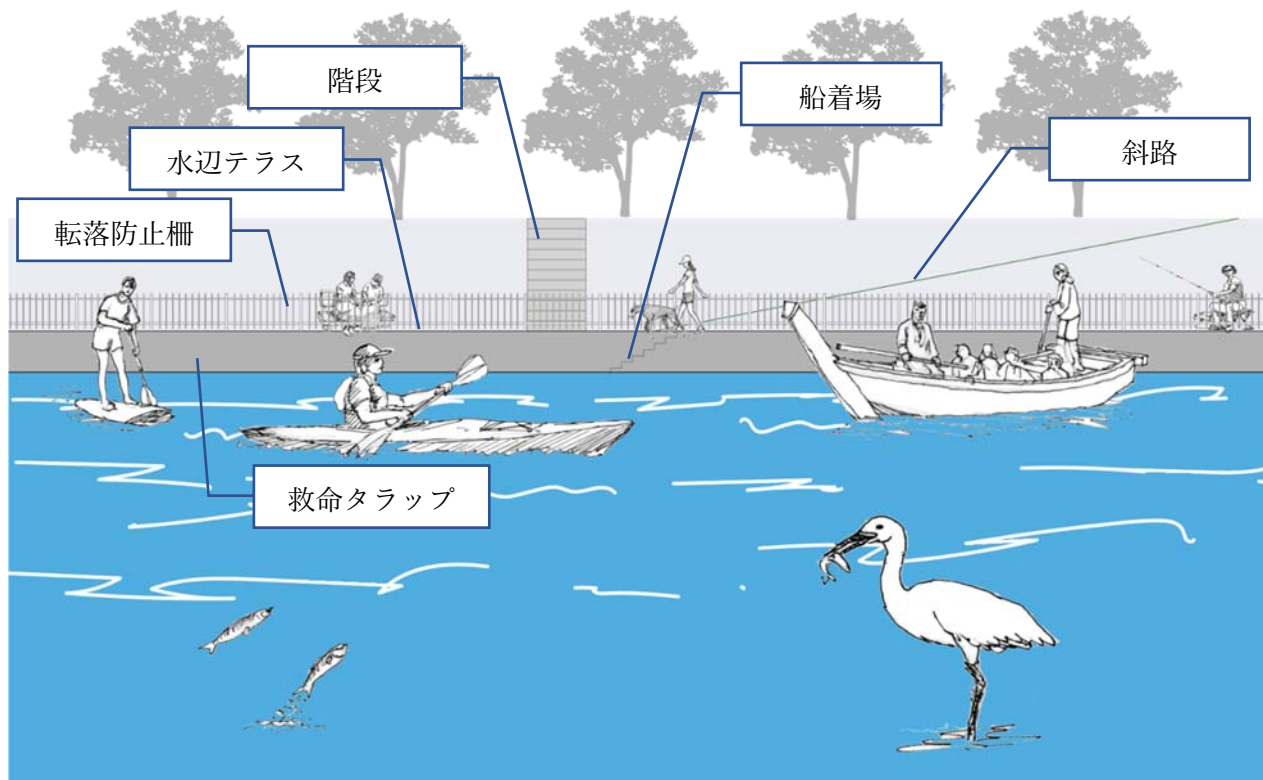 階段
船着場
水辺テラス
斜路
転落防止柵
救命タラップ